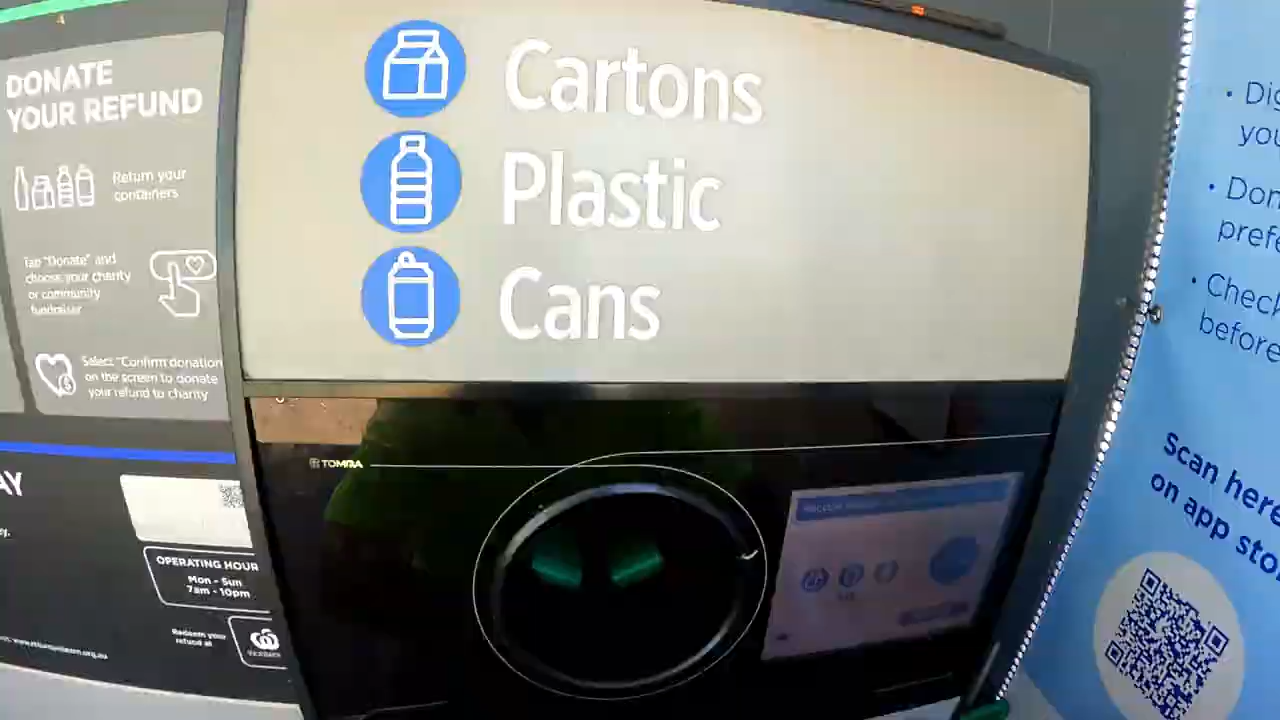 DONATE
YOUR REFUND
Return your
containers
Tap "Donate" and
choose your charity
or community
fundraiser
Select "Confirm donation
on the screen to donate
your refund to charity
AY
OPERATING HOUR
Mon - Sun
7am - 10pm
Redeem your
refund at
Cartons
Plastic
Cans
TOMRA
Dig
you
Don
prefe
Check
before
Scan here
on app sto